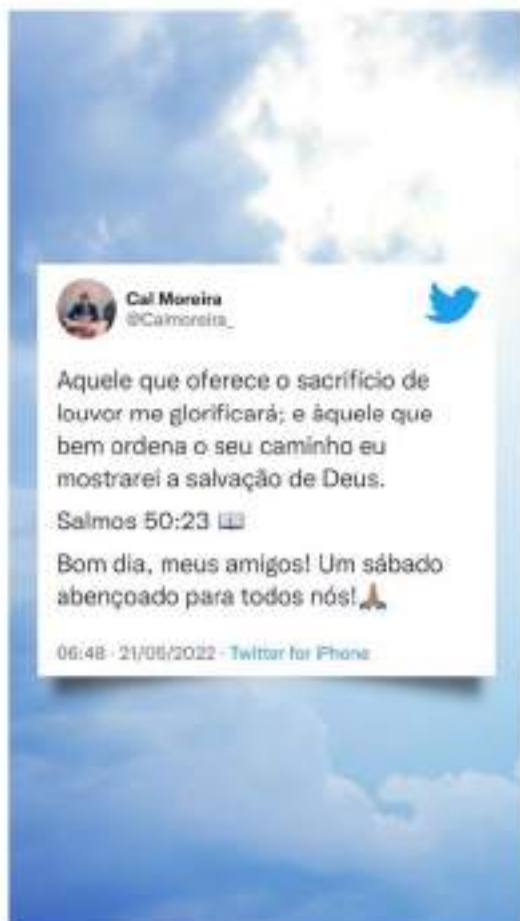 Cal Moreira
@Calmoreira_
Aquele que oferece o sacrifício de
louvor me glorificará; e àquele que
bem ordena o seu caminho eu
mostrarei a salvação de Deus.
Salmos 50:23 📖
Bom dia, meus amigos! Um sábado
abençoado para todos nós!🙏🏽
06:48 · 21/05/2022 · Twitter for iPhone